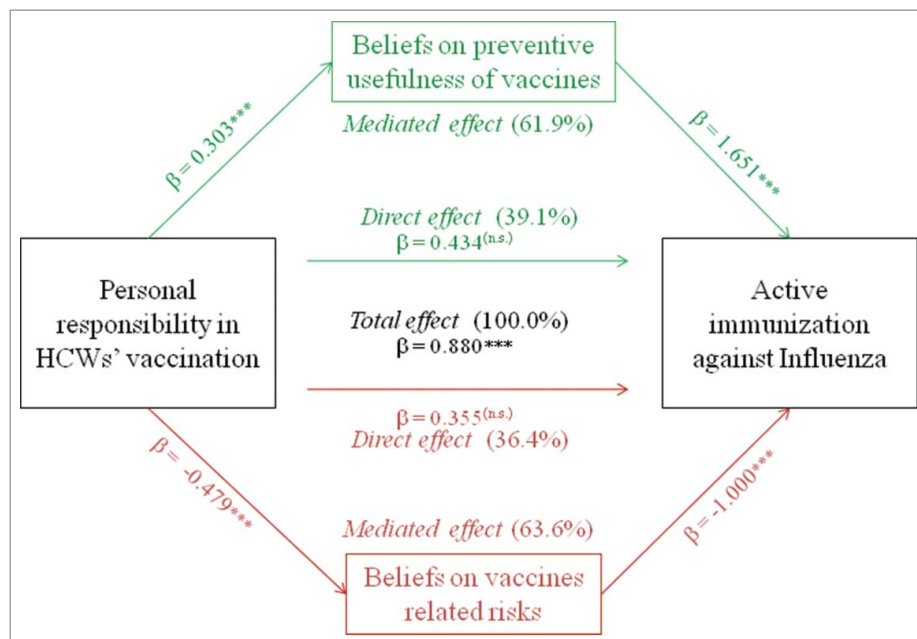 Beliefs on preventive
usefulness of vaccines
Mediated effect (61.9%)
β = 0.303***
β = 1.651***
Direct effect (39.1%)
β = 0.434(n.s.)
Personal
responsibility in
HCWs' vaccination
Total effect (100.0%)
β = 0.880***
Active
immunization
against Influenza
β = 0.355(n.s.)
Direct effect (36.4%)
β = -0.479***
β = -1.000***
Mediated effect (63.6%)
Beliefs on vaccines
related risks